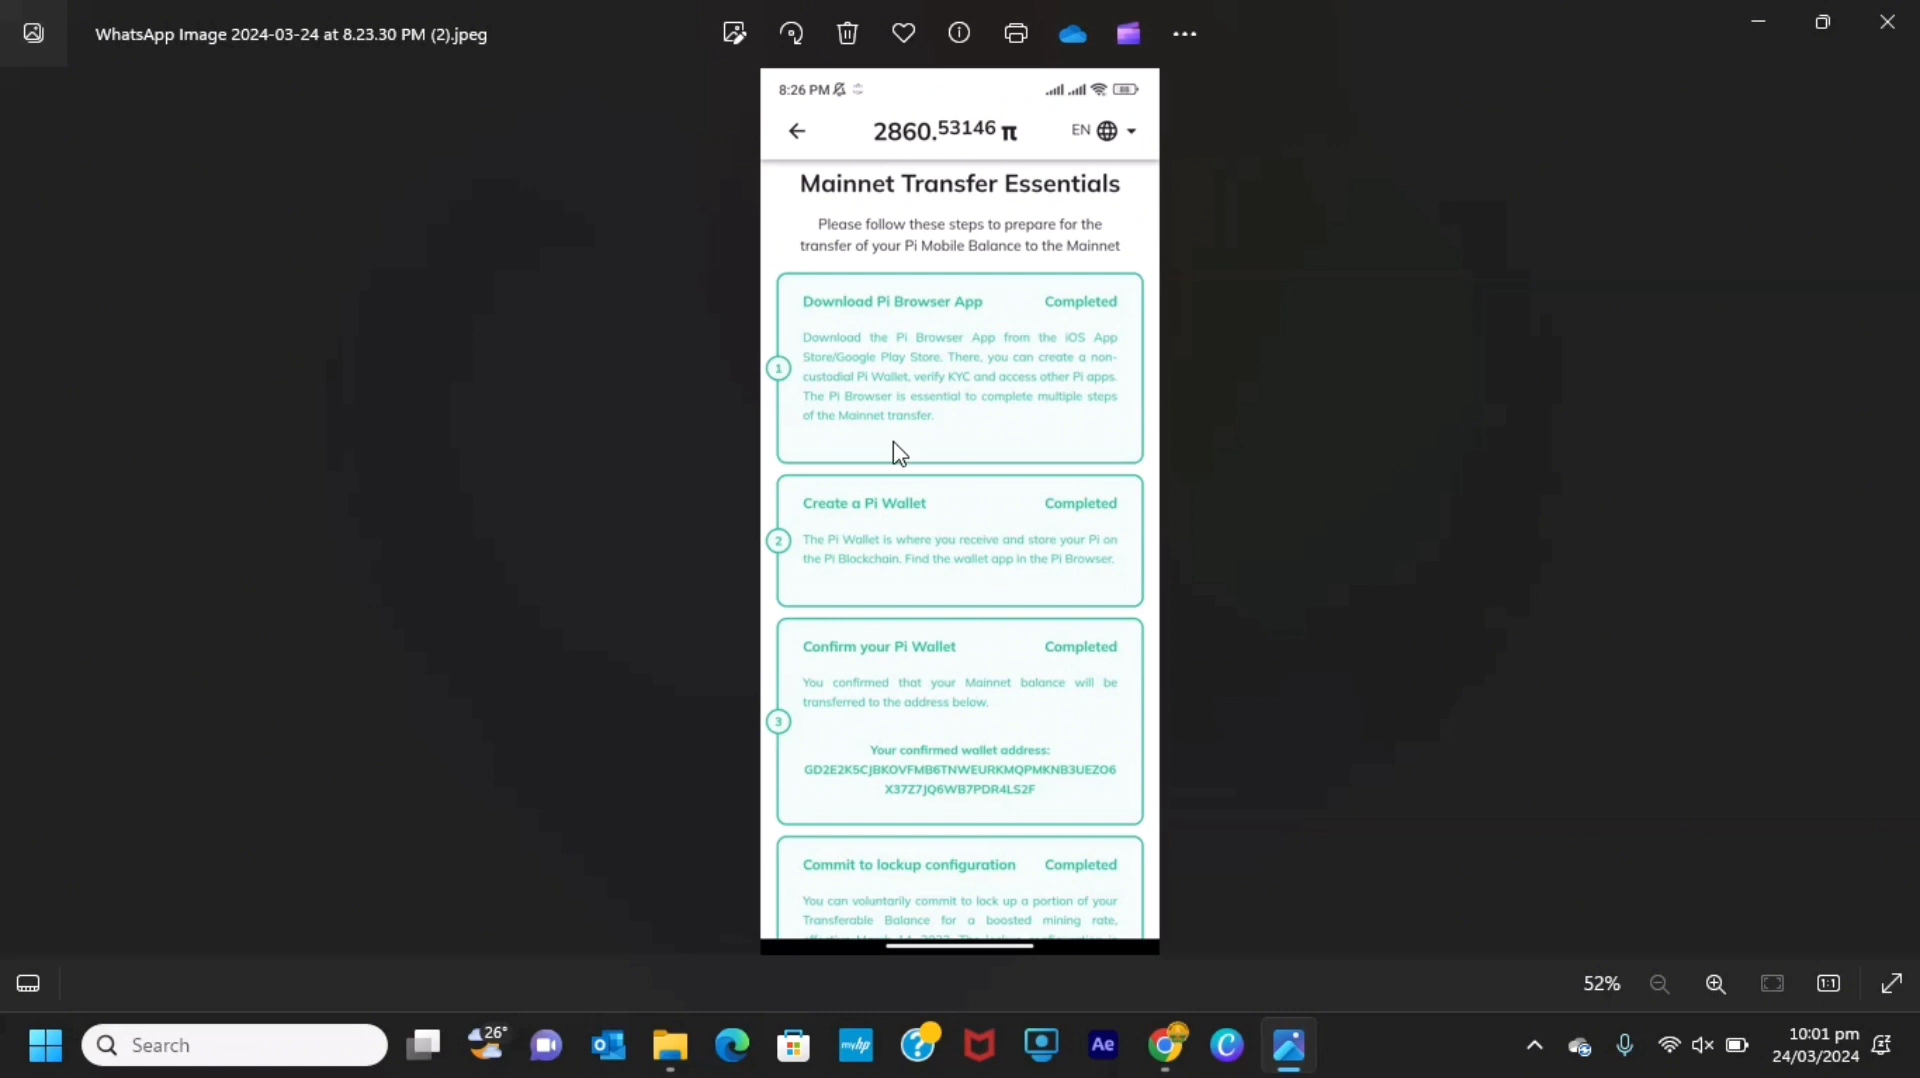 WhatsApp Image 2024-03-24 at 8.23.30 PM (2).jpeg
8:26 PM
2860.53146 π
EN
Mainnet Transfer Essentials
Please follow these steps to prepare for the
transfer of your Pi Mobile Balance to the Mainnet
Download Pi Browser App Completed
Download the Pi Browser App from the iOS App
Store/Google Play Store. There, you can create a non-
1
custodial Pi Wallet, verify KYC and access other Pi apps.
The Pi Browser is essential to complete multiple steps
of the Mainnet transfer.
Create a Pi Wallet Completed
2
The Pi Wallet is where you receive and store your Pi on
the Pi Blockchain. Find the wallet app in the Pi Browser.
Confirm your Pi Wallet Completed
You confirmed that your Mainnet balance will be
transferred to the address below.
3
Your confirmed wallet address:
GD2E2K5CJBKOVFMB6TNWEURKMQPMKNB3UEZO6
X37Z7JQ6WB7PDR4LS2F
Commit to lockup configuration Completed
You can voluntarily commit to lock up a portion of your
Transferable Balance for a boosted mining rate,
52%
1:1
Search
26°
myhp
Ae
10:01 pm
24/03/2024